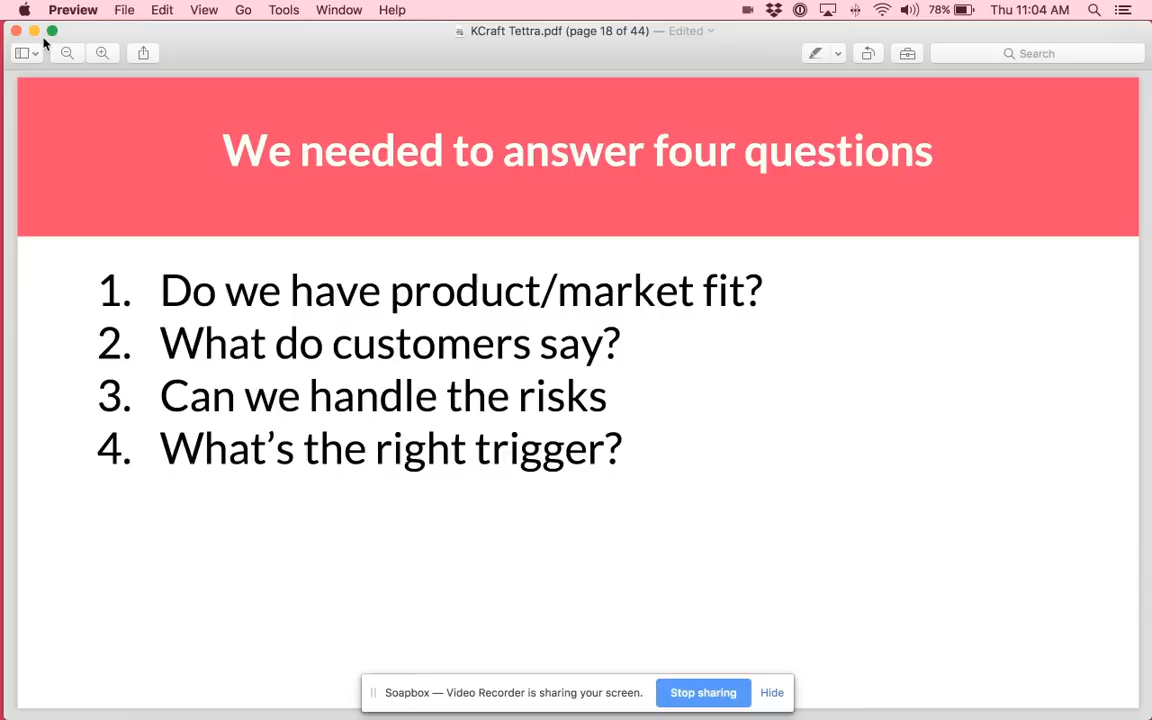 Preview File Edit View Go Tools Window Help 78% Thu 11:04 AM
KCraft Tettra.pdf (page 18 of 44) — Edited
Search
We needed to answer four questions
1. Do we have product/market fit?
2. What do customers say?
3. Can we handle the risks
4. What's the right trigger?
Soapbox — Video Recorder is sharing your screen. Stop sharing Hide